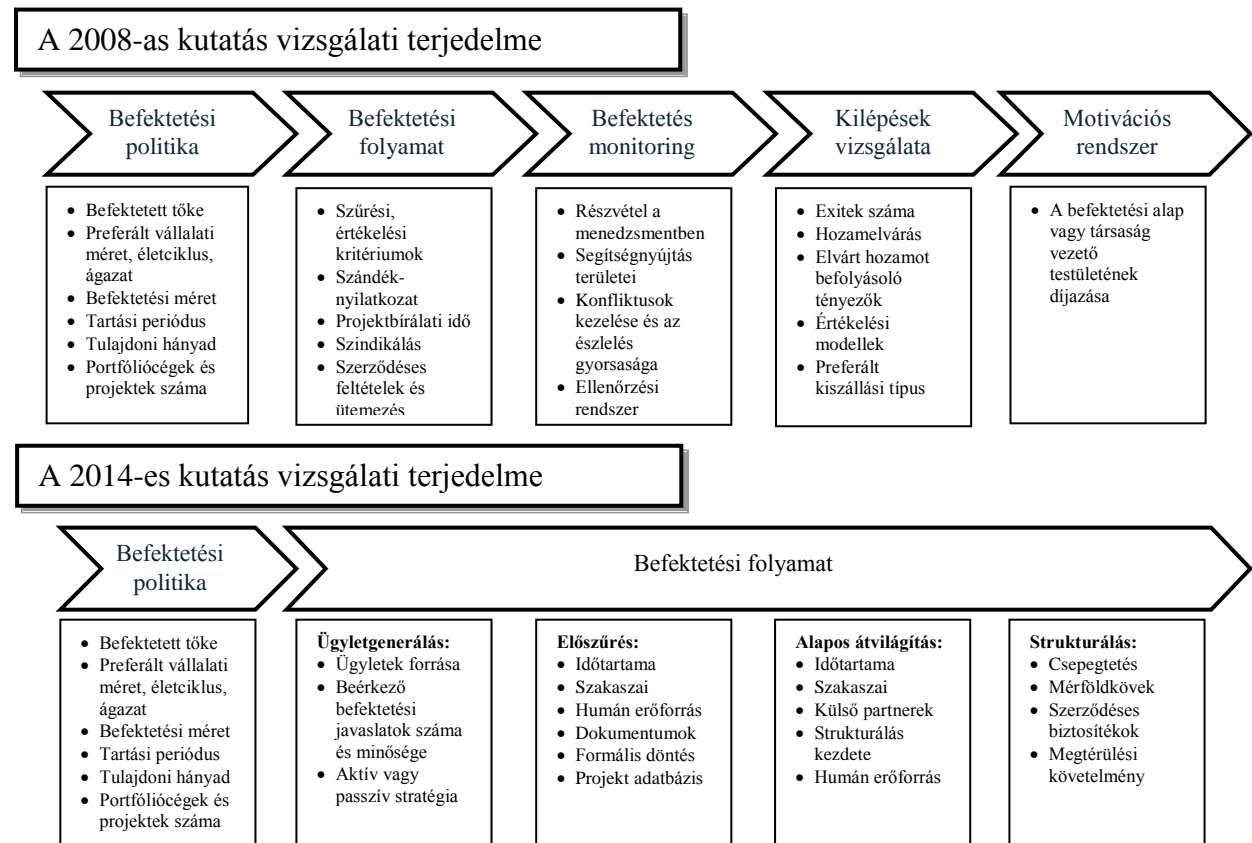 A 2008-as kutatás vizsgálati terjedelme
Befektetési
politika
Befektetési
folyamat
Befektetés
monitoring
Kilépések
vizsgálata
Motivációs
rendszer
• Befektetett tőke
• Preferált vállalati
méret, életciklus,
ágazat
• Befektetési méret
• Tartási periódus
• Tulajdoni hányad
• Portfóliócégek és
projektek száma
• Szűrési,
értékelési
kritériumok
• Szándék-
nyilatkozat
• Projektbírálati idő
• Szindikálás
• Szerződéses
feltételek és
ütemezés
• Részvétel a
menedzsmentben
• Segítségnyújtás
területei
• Konfliktusok
kezelése és az
észlelés
gyorsasága
• Ellenőrzési
rendszer
• Exitek száma
• Hozamelvárás
• Elvárt hozamot
befolyásoló
tényezők
• Értékelési
modellek
• Preferált
kiszállási típus
• A befektetési alap
vagy társaság
vezető
testületének
díjazása
A 2014-es kutatás vizsgálati terjedelme
Befektetési
politika
Befektetési folyamat
• Befektetett tőke
• Preferált vállalati
méret, életciklus,
ágazat
• Befektetési méret
• Tartási periódus
• Tulajdoni hányad
• Portfóliócégek és
projektek száma
Ügyletgenerálás:
• Ügyletek forrása
• Beérkező
befektetési
javaslatok száma
és minősége
• Aktív vagy
passzív stratégia
Előszűrés:
• Időtartama
• Szakaszai
• Humán erőforrás
• Dokumentumok
• Formális döntés
• Projekt adatbázis
Alapos átvilágítás:
• Időtartama
• Szakaszai
• Külső partnerek
• Strukturálás
kezdete
• Humán erőforrás
Strukturálás:
• Csepegtetés
• Mérföldkövek
• Szerződéses
biztosítékok
• Megtérülési
követelmény